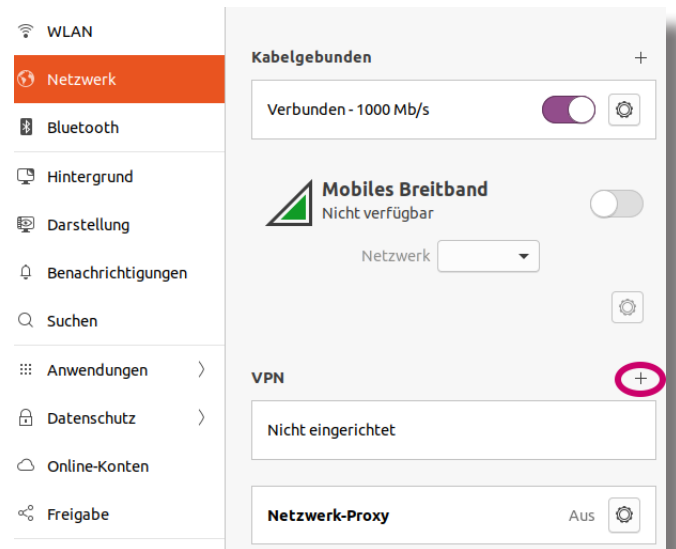 WLAN
Netzwerk
Bluetooth
Hintergrund
Darstellung
Benachrichtigungen
Suchen
Anwendungen
Datenschutz
Online-Konten
Freigabe
Kabelgebunden
Verbunden - 1000 Mb/s
Mobiles Breitband
Nicht verfügbar
Netzwerk
VPN
Nicht eingerichtet
Netzwerk-Proxy Aus